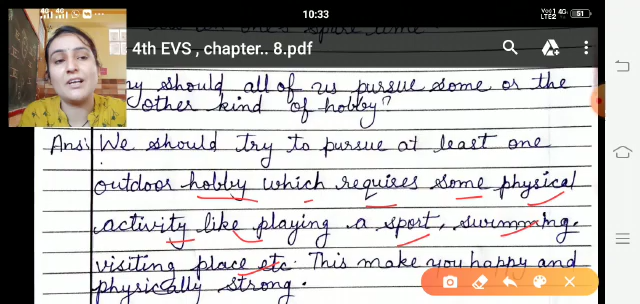 10:33
4th EVS , chapter.. 8.pdf
should all of us pursue some or the
other kind of hobby?
Ans: We should try to pursue at least one
outdoor hobby which requires some physical
activity like playing a sport, swimming,
visiting place etc. This make you happy and
physically strong.